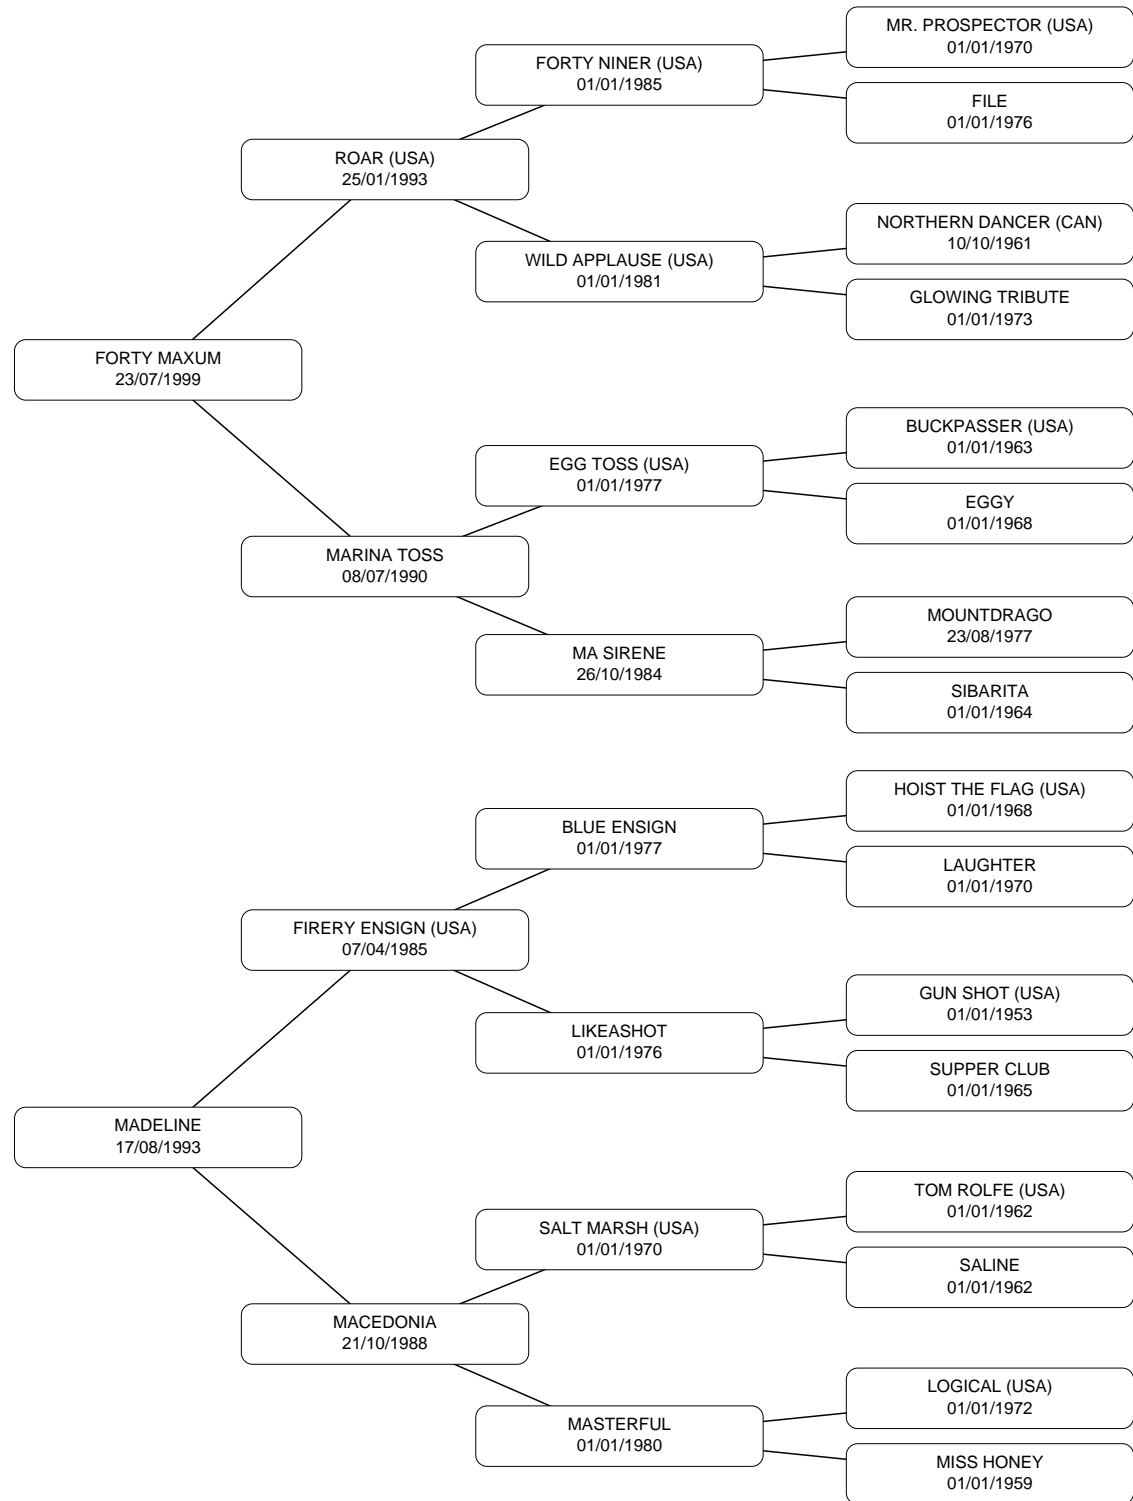 MR. PROSPECTOR (USA)
01/01/1970
FORTY NINER (USA)
01/01/1985
FILE
01/01/1976
ROAR (USA)
25/01/1993
NORTHERN DANCER (CAN)
10/10/1961
WILD APPLAUSE (USA)
01/01/1981
GLOWING TRIBUTE
01/01/1973
FORTY MAXUM
23/07/1999
BUCKPASSER (USA)
01/01/1963
EGG TOSS (USA)
01/01/1977
EGGY
01/01/1968
MARINA TOSS
08/07/1990
MOUNTDRAGO
23/08/1977
MA SIRENE
26/10/1984
SIBARITA
01/01/1964
HOIST THE FLAG (USA)
01/01/1968
BLUE ENSIGN
01/01/1977
LAUGHTER
01/01/1970
FIRERY ENSIGN (USA)
07/04/1985
GUN SHOT (USA)
01/01/1953
LIKEASHOT
01/01/1976
SUPPER CLUB
01/01/1965
MADELINE
17/08/1993
TOM ROLFE (USA)
01/01/1962
SALT MARSH (USA)
01/01/1970
SALINE
01/01/1962
MACEDONIA
21/10/1988
LOGICAL (USA)
01/01/1972
MASTERFUL
01/01/1980
MISS HONEY
01/01/1959